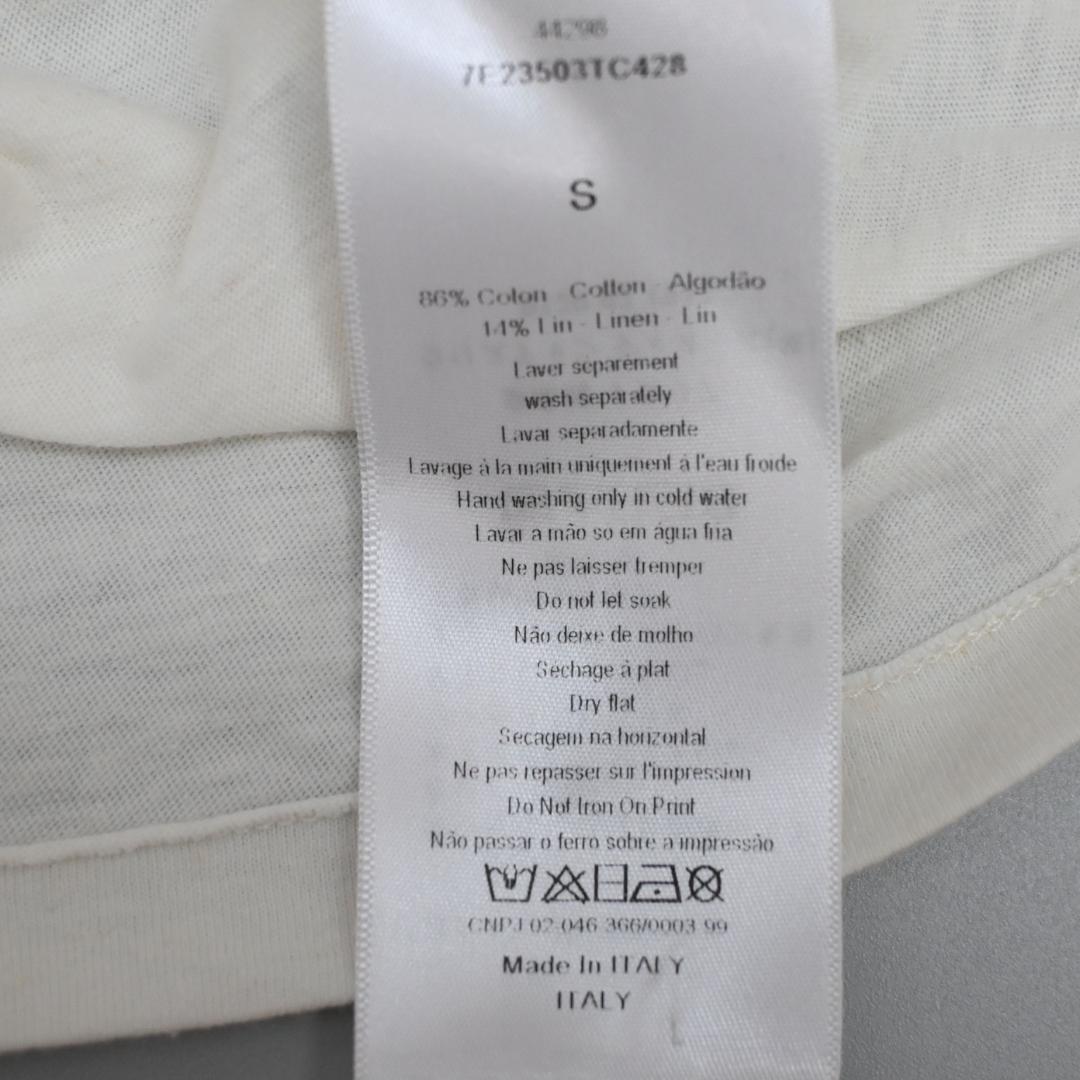 44298
7E23503TC428
S
86% Coton - Cotton - Algodão
14% Lin - Linen - Lin
Laver séparément
wash separately
Lavar separadamente
Lavage à la main uniquement à l'eau froide
Hand washing only in cold water
Lavar a mão so em água fria
Ne pas laisser tremper
Do not let soak
Não deixe de molho
Séchage à plat
Dry flat
Secagem na horizontal
Ne pas repasser sur l'impression
Do Not Iron On Print
Não passar o ferro sobre a impressão
CNPJ 02 046 366/0003 99
Made In ITALY
ITALY